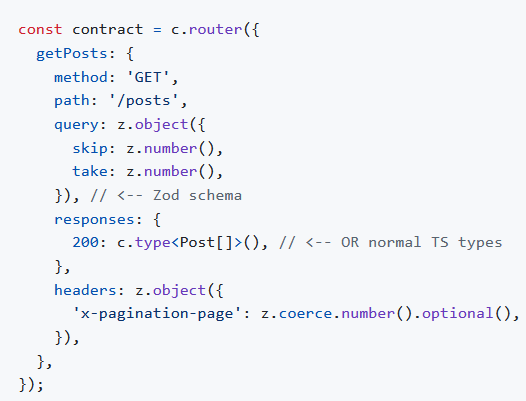 const contract = c.router({
  getPosts: {
    method: 'GET',
    path: '/posts',
    query: z.object({
      skip: z.number(),
      take: z.number(),
    }), // <-- Zod schema
    responses: {
      200: c.type<Post[]>(), // <-- OR normal TS types
    },
    headers: z.object({
      'x-pagination-page': z.coerce.number().optional(),
    }),
  },
});